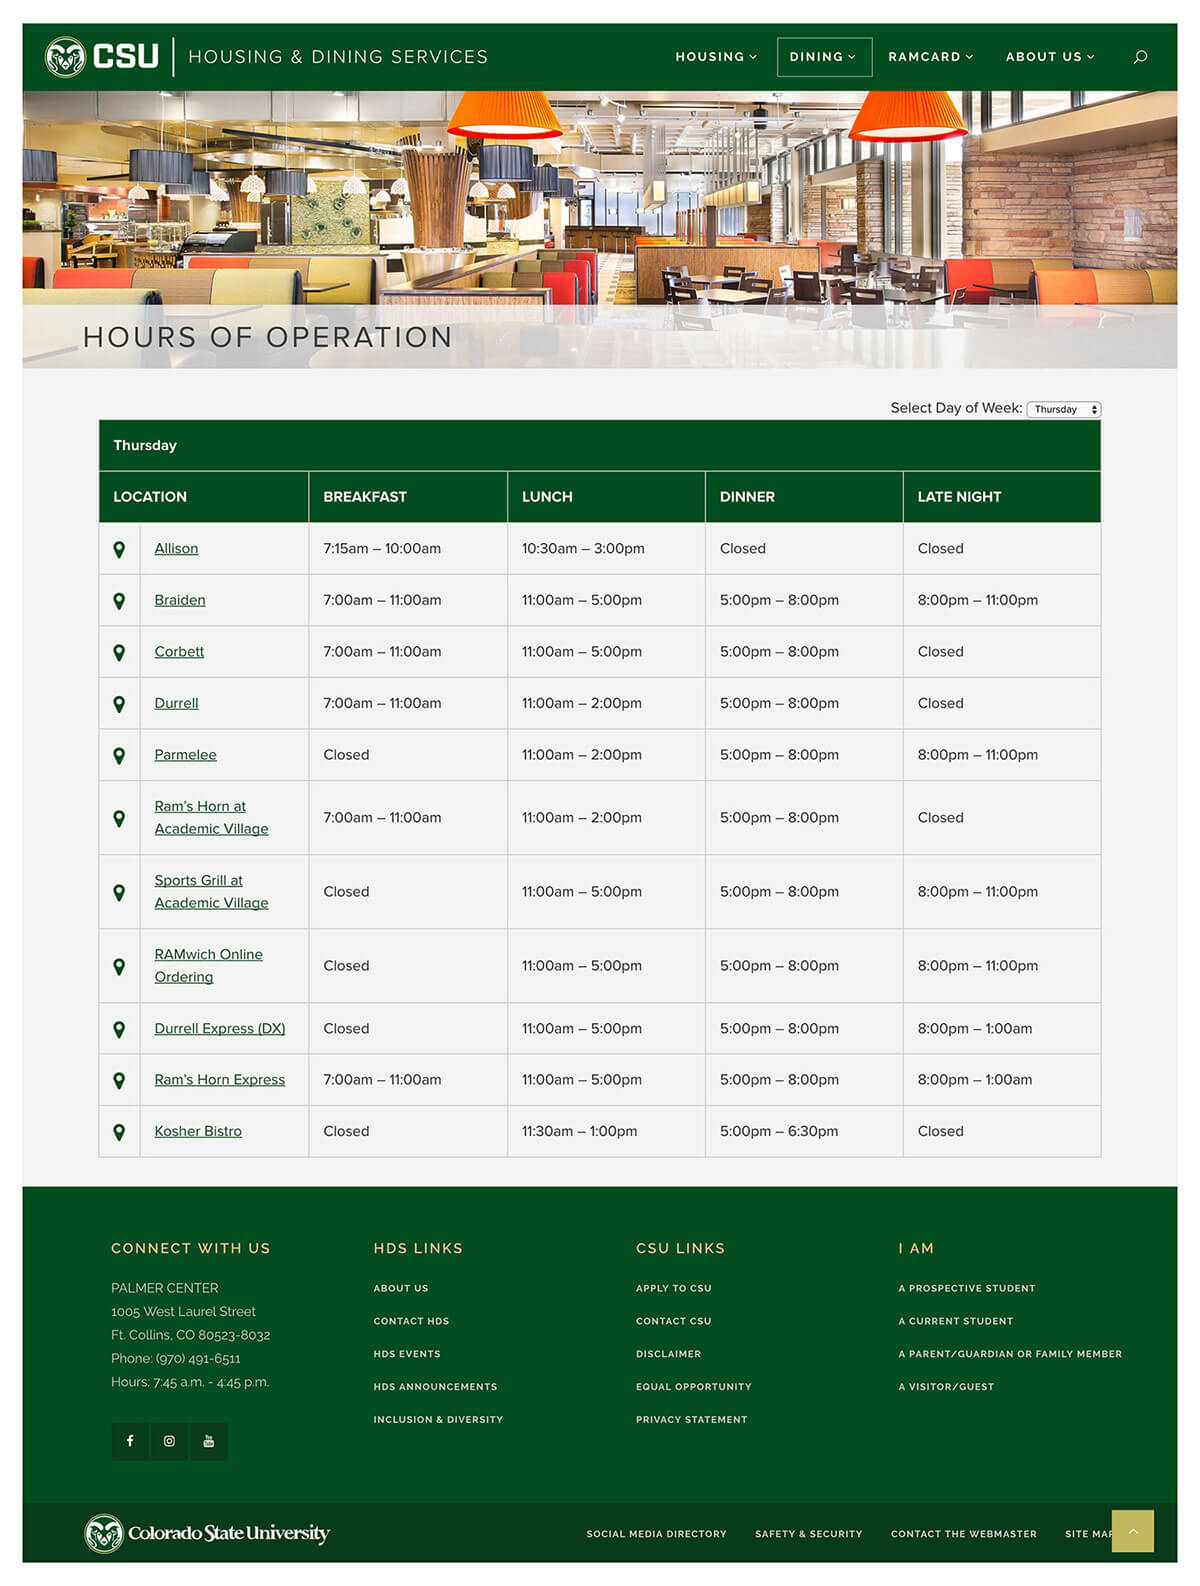 CSU HOUSING & DINING SERVICES HOUSING DINING RAMCARD ABOUT US
HOURS OF OPERATION
Select Day of Week: Thursday
Thursday
LOCATION BREAKFAST LUNCH DINNER LATE NIGHT
Allison 7:15am – 10:00am 10:30am – 3:00pm Closed Closed
Braiden 7:00am – 11:00am 11:00am – 5:00pm 5:00pm – 8:00pm 8:00pm – 11:00pm
Corbett 7:00am – 11:00am 11:00am – 5:00pm 5:00pm – 8:00pm Closed
Durrell 7:00am – 11:00am 11:00am – 2:00pm 5:00pm – 8:00pm Closed
Parmelee Closed 11:00am – 2:00pm 5:00pm – 8:00pm 8:00pm – 11:00pm
Ram's Horn at
Academic Village 7:00am – 11:00am 11:00am – 2:00pm 5:00pm – 8:00pm Closed
Sports Grill at
Academic Village Closed 11:00am – 5:00pm 5:00pm – 8:00pm 8:00pm – 11:00pm
RAMwich Online
Ordering Closed 11:00am – 5:00pm 5:00pm – 8:00pm 8:00pm – 11:00pm
Durrell Express (DX) Closed 11:00am – 5:00pm 5:00pm – 8:00pm 8:00pm – 1:00am
Ram's Horn Express 7:00am – 11:00am 11:00am – 5:00pm 5:00pm – 8:00pm 8:00pm – 1:00am
Kosher Bistro Closed 11:30am – 1:00pm 5:00pm – 6:30pm Closed
CONNECT WITH US
PALMER CENTER
1005 West Laurel Street
Ft. Collins, CO 80523-8032
Phone: (970) 491-6511
Hours: 7:45 a.m. - 4:45 p.m.
You
Tube
HDS LINKS
ABOUT US
CONTACT HDS
HDS EVENTS
HDS ANNOUNCEMENTS
INCLUSION & DIVERSITY
CSU LINKS
APPLY TO CSU
CONTACT CSU
DISCLAIMER
EQUAL OPPORTUNITY
PRIVACY STATEMENT
I AM
A PROSPECTIVE STUDENT
A CURRENT STUDENT
A PARENT/GUARDIAN OR FAMILY MEMBER
A VISITOR/GUEST
Colorado State University SOCIAL MEDIA DIRECTORY SAFETY & SECURITY CONTACT THE WEBMASTER SITE MAP